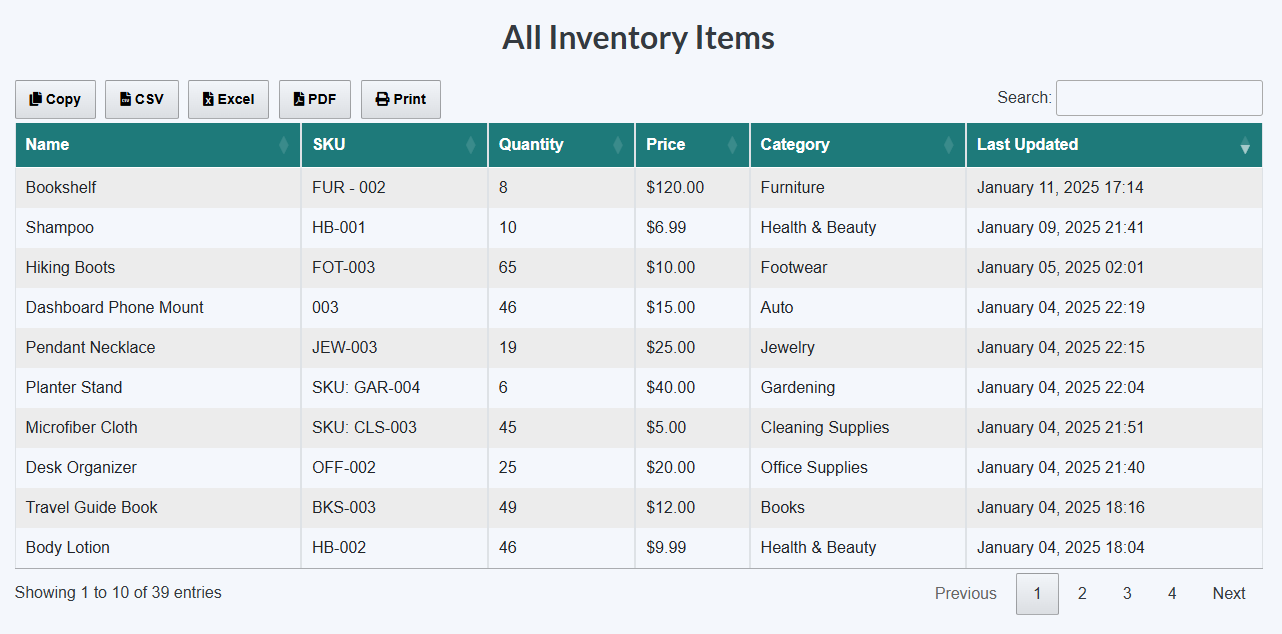 All Inventory Items
Copy CSV Excel PDF Print Search:
Name SKU Quantity Price Category Last Updated
Bookshelf FUR - 002 8 $120.00 Furniture January 11, 2025 17:14
Shampoo HB-001 10 $6.99 Health & Beauty January 09, 2025 21:41
Hiking Boots FOT-003 65 $10.00 Footwear January 05, 2025 02:01
Dashboard Phone Mount 003 46 $15.00 Auto January 04, 2025 22:19
Pendant Necklace JEW-003 19 $25.00 Jewelry January 04, 2025 22:15
Planter Stand SKU: GAR-004 6 $40.00 Gardening January 04, 2025 22:04
Microfiber Cloth SKU: CLS-003 45 $5.00 Cleaning Supplies January 04, 2025 21:51
Desk Organizer OFF-002 25 $20.00 Office Supplies January 04, 2025 21:40
Travel Guide Book BKS-003 49 $12.00 Books January 04, 2025 18:16
Body Lotion HB-002 46 $9.99 Health & Beauty January 04, 2025 18:04
Showing 1 to 10 of 39 entries Previous 1 2 3 4 Next